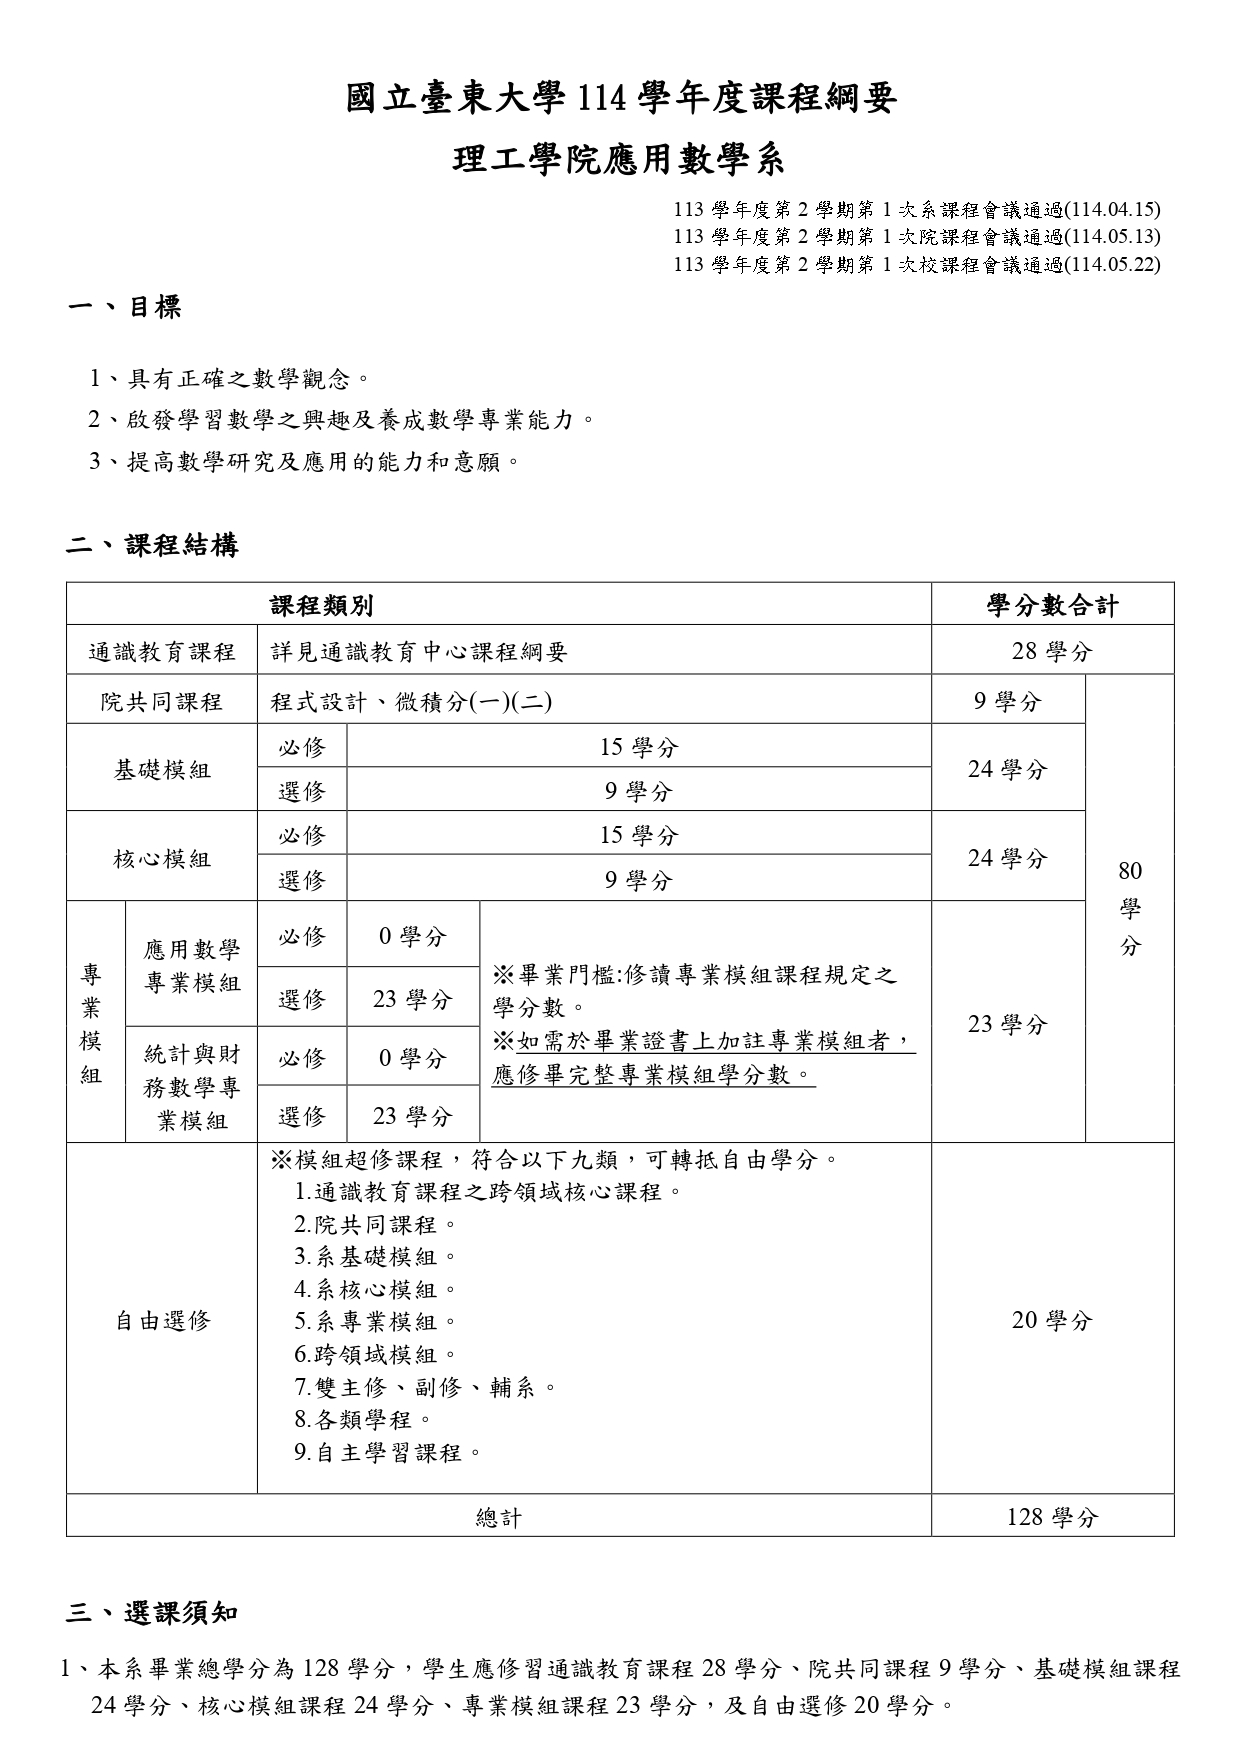 國立臺東大學 114 學年度課程綱要
理工學院應用數學系
113 學年度第 2 學期第 1 次系課程會議通過(114.04.15)
113 學年度第 2 學期第 1 次院課程會議通過(114.05.13)
113 學年度第 2 學期第 1 次校課程會議通過(114.05.22)
一、目標
1、具有正確之數學觀念。
2、啟發學習數學之興趣及養成數學專業能力。
3、提高數學研究及應用的能力和意願。
二、課程結構
課程類別 學分數合計
通識教育課程 詳見通識教育中心課程綱要 28 學分
院共同課程 程式設計、微積分(一)(二) 9 學分
基礎模組
必修 15 學分
選修 9 學分
24 學分
核心模組
必修 15 學分
選修 9 學分
24 學分
80
學
分
專
業
模
組
應用數學
專業模組
必修 0 學分
選修 23 學分
統計與財
務數學專
業模組
必修 0 學分
選修 23 學分
※畢業門檻:修讀專業模組課程規定之
學分數。
※如需於畢業證書上加註專業模組者，
應修畢完整專業模組學分數。
23 學分
自由選修
※模組超修課程，符合以下九類，可轉抵自由學分。
1.通識教育課程之跨領域核心課程。
2.院共同課程。
3.系基礎模組。
4.系核心模組。
5.系專業模組。
6.跨領域模組。
7.雙主修、副修、輔系。
8.各類學程。
9.自主學習課程。
20 學分
總計 128 學分
三、選課須知
1、本系畢業總學分為 128 學分，學生應修習通識教育課程 28 學分、院共同課程 9 學分、基礎模組課程
24 學分、核心模組課程 24 學分、專業模組課程 23 學分，及自由選修 20 學分。